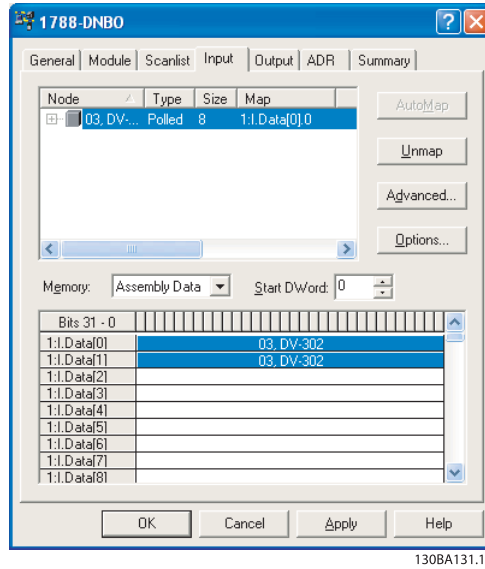 1788-DNBO
General Module Scanlist Input Output ADR Summary
Node Type Size Map
03, DV-... Polled 8 1:I.Data[0].0
AutoMap
Unmap
Advanced...
Options...
Memory: Assembly Data Start DWord: 0
Bits 31 - 0
1:I.Data[0] 03, DV-302
1:I.Data[1] 03, DV-302
1:I.Data[2]
1:I.Data[3]
1:I.Data[4]
1:I.Data[5]
1:I.Data[6]
1:I.Data[7]
1:I.Data[8]
OK Cancel Apply Help
130BA131.1